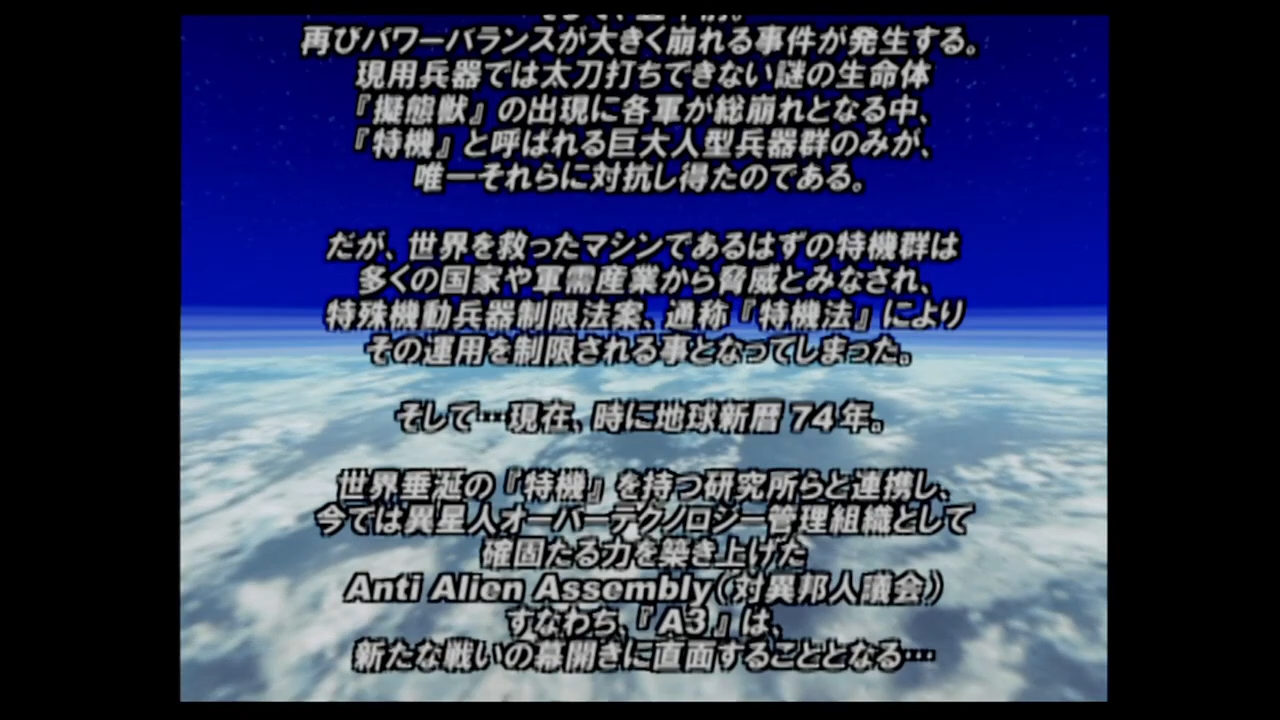 再びパワーバランスが大きく崩れる事件が発生する。
現用兵器では太刀打ちできない謎の生命体
『擬態獣』の出現に各軍が総崩れとなる中、
『特機』と呼ばれる巨大人型兵器群のみが、
唯一それらに対抗し得たのである。
だが、世界を救ったマシンであるはずの特機群は
多くの国家や軍需産業から脅威とみなされ、
特殊機動兵器制限法案、通称『特機法』により
その運用を制限される事となってしまった。
そして…現在、時に地球新暦74年。
世界垂涎の『特機』を持つ研究所らと連携し、
今では異星人オーバーテクノロジー管理組織として
確固たる力を築き上げた
Anti Alien Assembly(対異邦人議会)
すなわち、『A3』は、
新たな戦いの幕開きに直面することとなる…